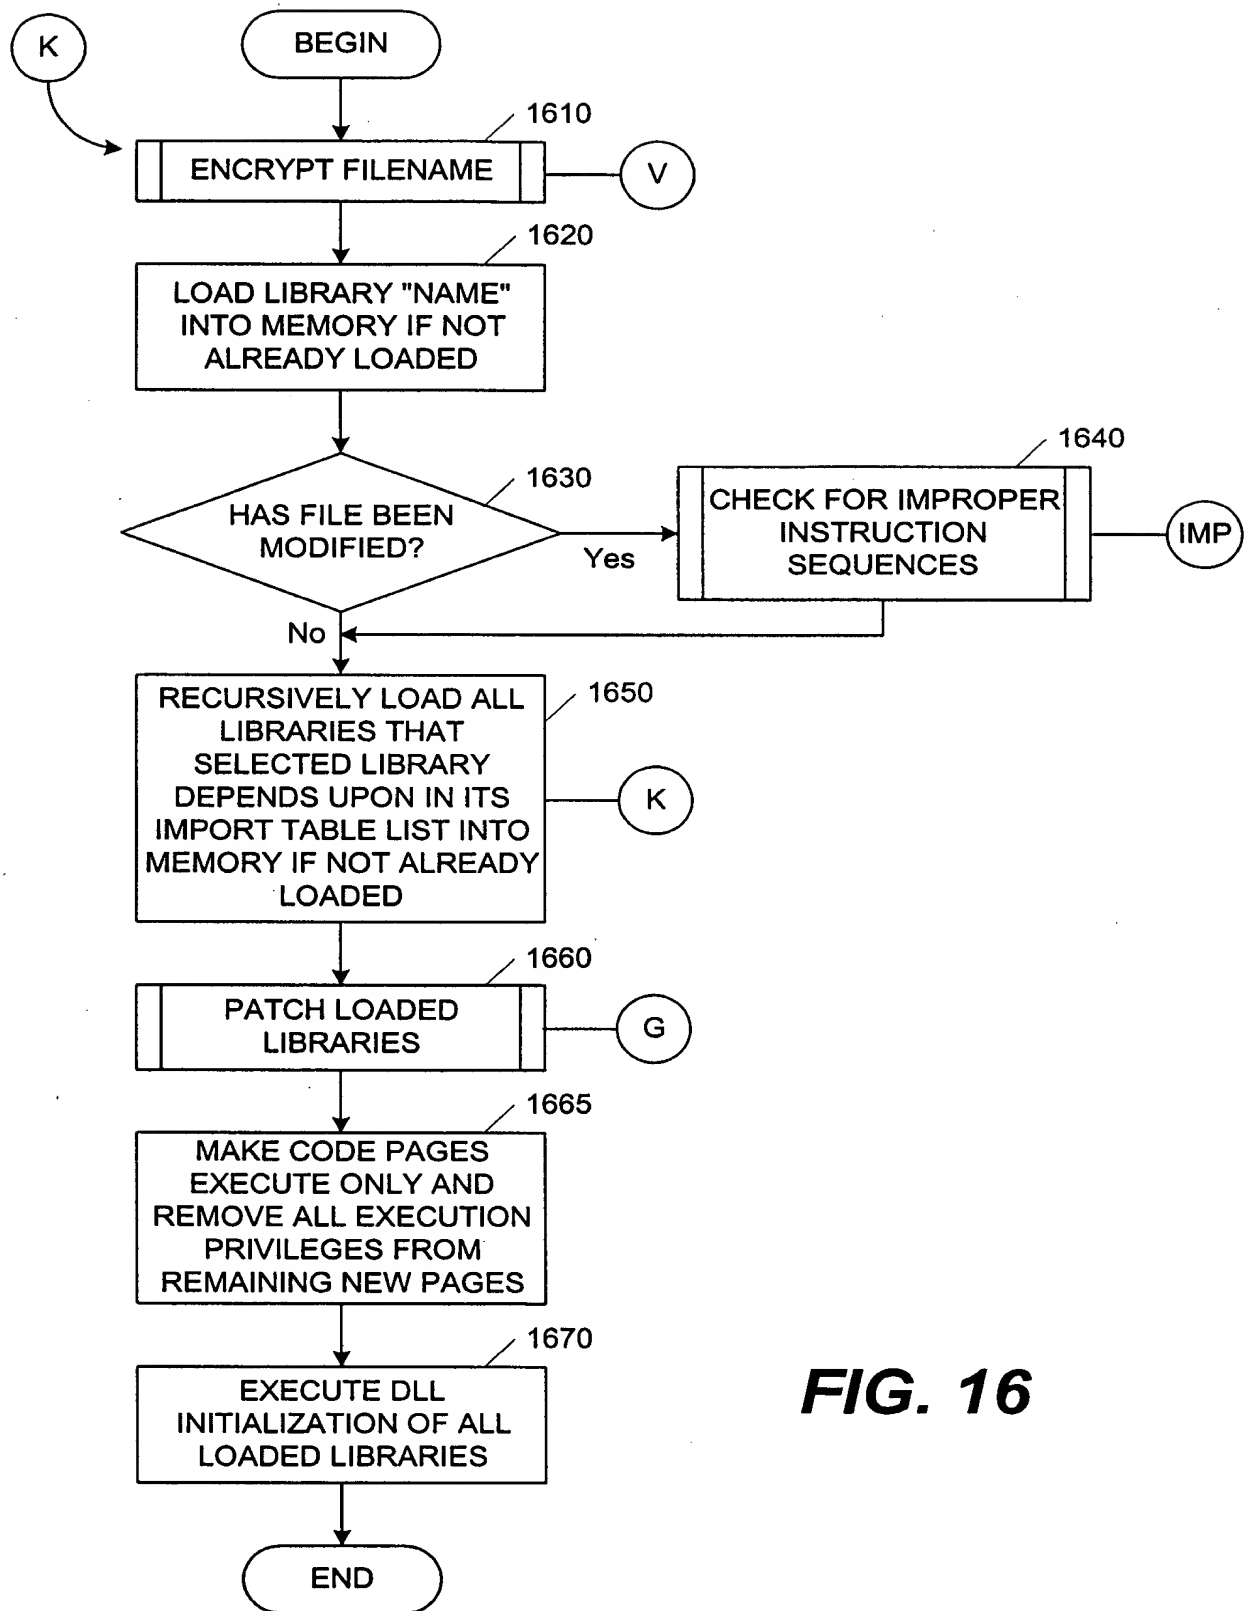 K
BEGIN
1610
ENCRYPT FILENAME
V
1620
LOAD LIBRARY "NAME"
INTO MEMORY IF NOT
ALREADY LOADED
1630
HAS FILE BEEN
MODIFIED?
Yes
No
1640
CHECK FOR IMPROPER
INSTRUCTION
SEQUENCES
IMP
1650
RECURSIVELY LOAD ALL
LIBRARIES THAT
SELECTED LIBRARY
DEPENDS UPON IN ITS
IMPORT TABLE LIST INTO
MEMORY IF NOT ALREADY
LOADED
K
1660
PATCH LOADED
LIBRARIES
G
1665
MAKE CODE PAGES
EXECUTE ONLY AND
REMOVE ALL EXECUTION
PRIVILEGES FROM
REMAINING NEW PAGES
1670
EXECUTE DLL
INITIALIZATION OF ALL
LOADED LIBRARIES
END
FIG. 16